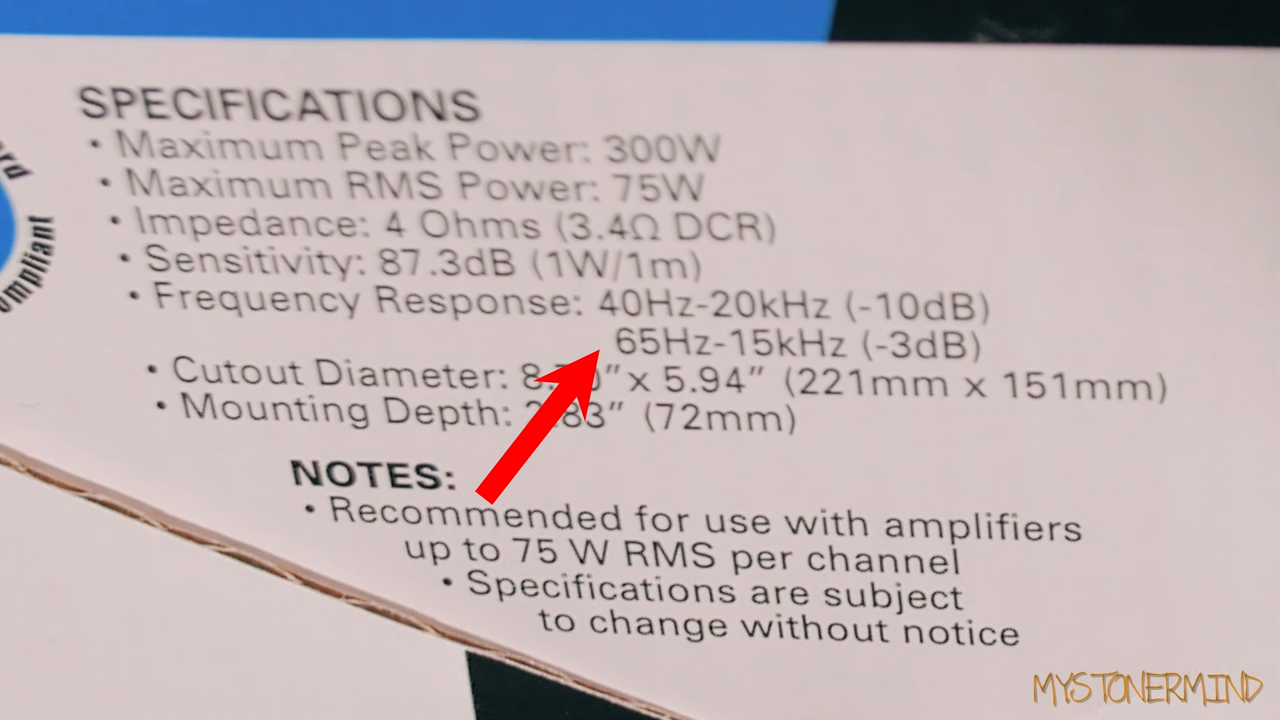 SPECIFICATIONS
• Maximum Peak Power: 300W
• Maximum RMS Power: 75W
• Impedance: 4 Ohms (3.4Ω DCR)
• Sensitivity: 87.3dB (1W/1m)
• Frequency Response: 40Hz-20kHz (-10dB)
65Hz-15kHz (-3dB)
• Cutout Diameter: x 5.94” (221mm x 151mm)
• Mounting Depth: (72mm)
NOTES:
• Recommended for use with amplifiers
up to 75 W RMS per channel
• Specifications are subject
to change without notice
MYSTONERMIND